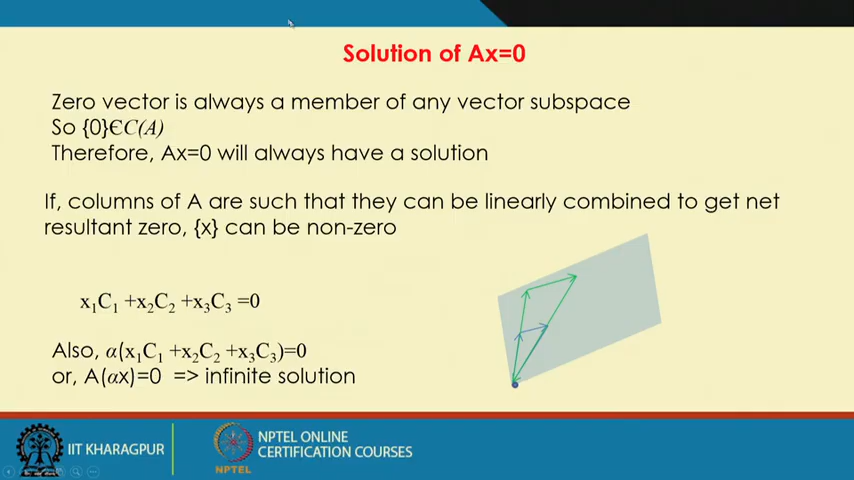 Solution of Ax=0
Zero vector is always a member of any vector subspace
So {0}ЄC(A)
Therefore, Ax=0 will always have a solution
If, columns of A are such that they can be linearly combined to get net
resultant zero, {x} can be non-zero
x₁C₁ +x₂C₂ +x₃C₃ =0
Also, α(x₁C₁ +x₂C₂ +x₃C₃)=0
or, A(αx)=0 => infinite solution
IIT KHARAGPUR
NPTEL
NPTEL ONLINE
CERTIFICATION COURSES